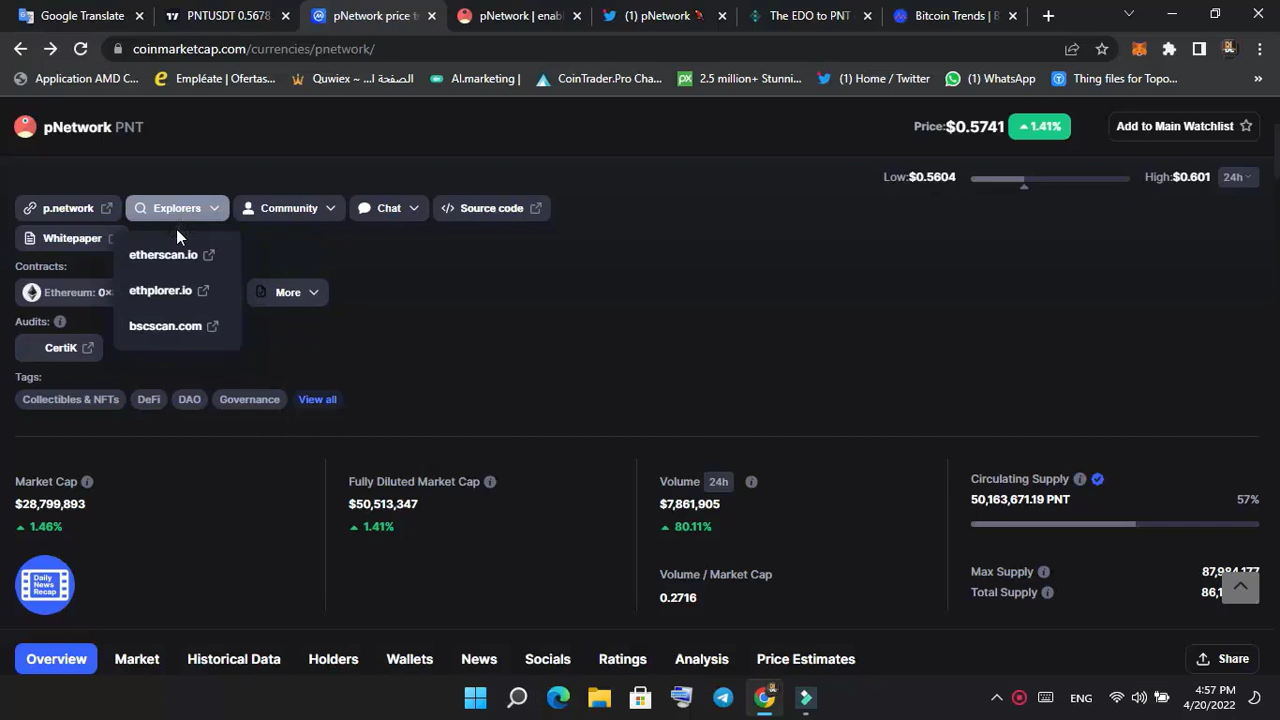 Google Translate
PNTUSDT 0.5678
pNetwork price to
pNetwork | enabl
(1) pNetwork
The EDO to PNT
Bitcoin Trends | B
coinmarketcap.com/currencies/pnetwork/
Application AMD C...
Empléate | Ofertas...
Quwiex ~ الصفحة ا...
AI.marketing |
CoinTrader.Pro Cha...
2.5 million+ Stunni...
(1) Home / Twitter
(1) WhatsApp
Thing files for Topo...
pNetwork PNT
Price: $0.5741
1.41%
Add to Main Watchlist
Low: $0.5604
High: $0.601
24h
p.network
Explorers
Community
Chat
Source code
Whitepaper
etherscan.io
Contracts:
Ethereum: 0x
ethplorer.io
More
Audits:
bscscan.com
CertiK
Tags:
Collectibles & NFTs
DeFi
DAO
Governance
View all
Market Cap
$28,799,893
1.46%
Fully Diluted Market Cap
$50,513,347
1.41%
Volume 24h
$7,861,905
80.11%
Volume / Market Cap
0.2716
Circulating Supply
50,163,671.19 PNT 57%
Max Supply 87,984,177
Total Supply 86,1
Daily
News
Recap
Overview
Market
Historical Data
Holders
Wallets
News
Socials
Ratings
Analysis
Price Estimates
Share
ENG
4:57 PM
4/20/2022